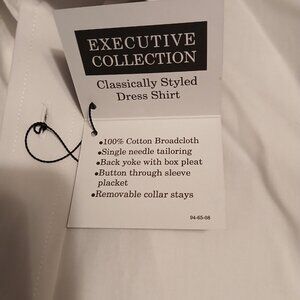 EXECUTIVE
COLLECTION
Classically Styled
Dress Shirt
•100% Cotton Broadcloth
•Single needle tailoring
•Back yoke with box pleat
•Button through sleeve
placket
•Removable collar stays
94-65-08